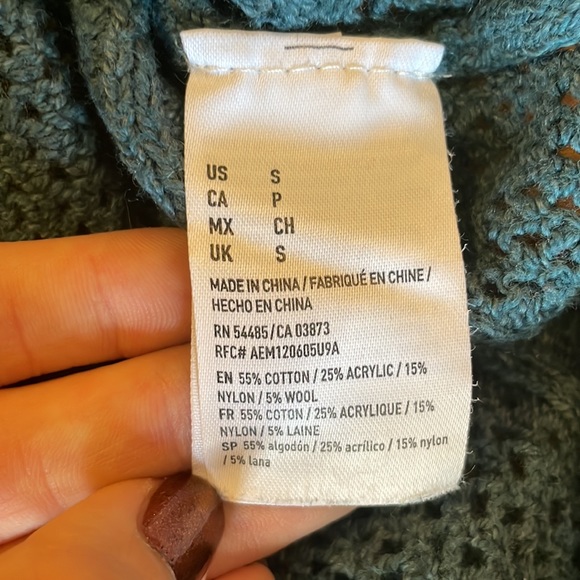 US S
CA P
MX CH
UK S
MADE IN CHINA / FABRIQUÉ EN CHINE /
HECHO EN CHINA
RN 54485/CA 03873
RFC# AEM120605U9A
EN 55% COTTON / 25% ACRYLIC / 15%
NYLON / 5% WOOL
FR 55% COTON / 25% ACRYLIQUE / 15%
NYLON / 5% LAINE
SP 55% algodón / 25% acrílico / 15% nylon
/ 5% lana